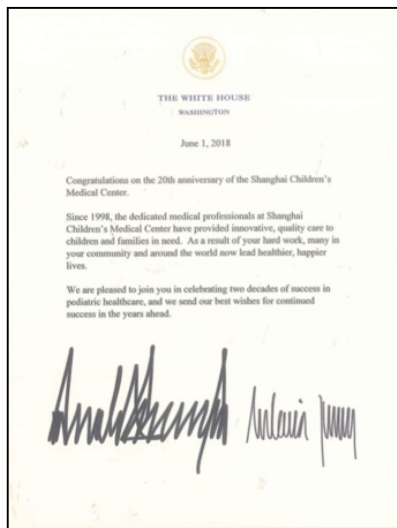 THE WHITE HOUSE
WASHINGTON
June 1, 2018
Congratulations on the 20th anniversary of the Shanghai Children's
Medical Center.
Since 1998, the dedicated medical professionals at Shanghai
Children's Medical Center have provided innovative, quality care to
children and families in need. As a result of your hard work, many in
your community and around the world now lead healthier, happier
lives.
We are pleased to join you in celebrating two decades of success in
pediatric healthcare, and we send our best wishes for continued
success in the years ahead.